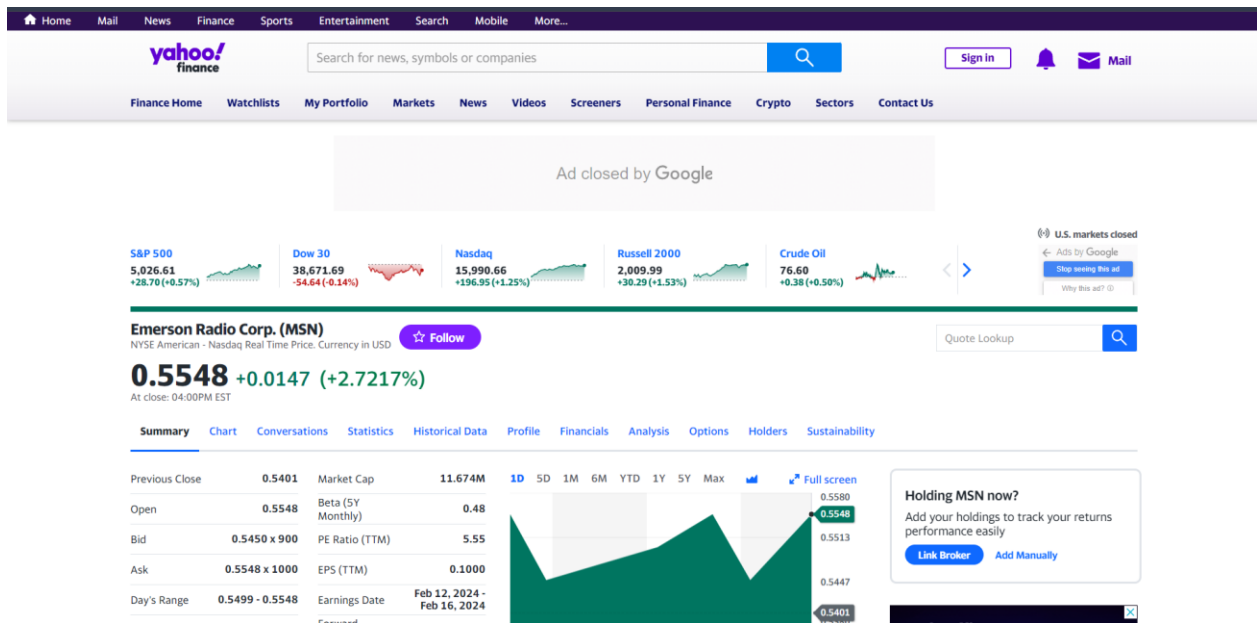 Home Mail News Finance Sports Entertainment Search Mobile More...
yahoo!
finance
Search for news, symbols or companies
Sign in
Mail
Finance Home Watchlists My Portfolio Markets News Videos Screeners Personal Finance Crypto Sectors Contact Us
Ad closed by Google
U.S. markets closed
S&P 500 Dow 30 Nasdaq Russell 2000 Crude Oil
5,026.61 38,671.69 15,990.66 2,009.99 76.60
+28.70 (+0.57%) -54.64 (-0.14%) +196.95 (+1.25%) +30.29 (+1.53%) +0.38 (+0.50%)
Ads by Google
Stop seeing this ad
Why this ad?
Emerson Radio Corp. (MSN)
NYSE American - Nasdaq Real Time Price. Currency in USD
Follow
Quote Lookup
0.5548 +0.0147 (+2.7217%)
At close: 04:00PM EST
Summary Chart Conversations Statistics Historical Data Profile Financials Analysis Options Holders Sustainability
Previous Close 0.5401
Open 0.5548
Bid 0.5450 x 900
Ask 0.5548 x 1000
Day's Range 0.5499 - 0.5548
Market Cap 11.674M
Beta (5Y
Monthly) 0.48
PE Ratio (TTM) 5.55
EPS (TTM) 0.1000
Earnings Date Feb 12, 2024 -
Feb 16, 2024
Forward
1D 5D 1M 6M YTD 1Y 5Y Max Full screen
0.5580
0.5548
0.5513
0.5447
0.5401
Holding MSN now?
Add your holdings to track your returns
performance easily
Link Broker Add Manually